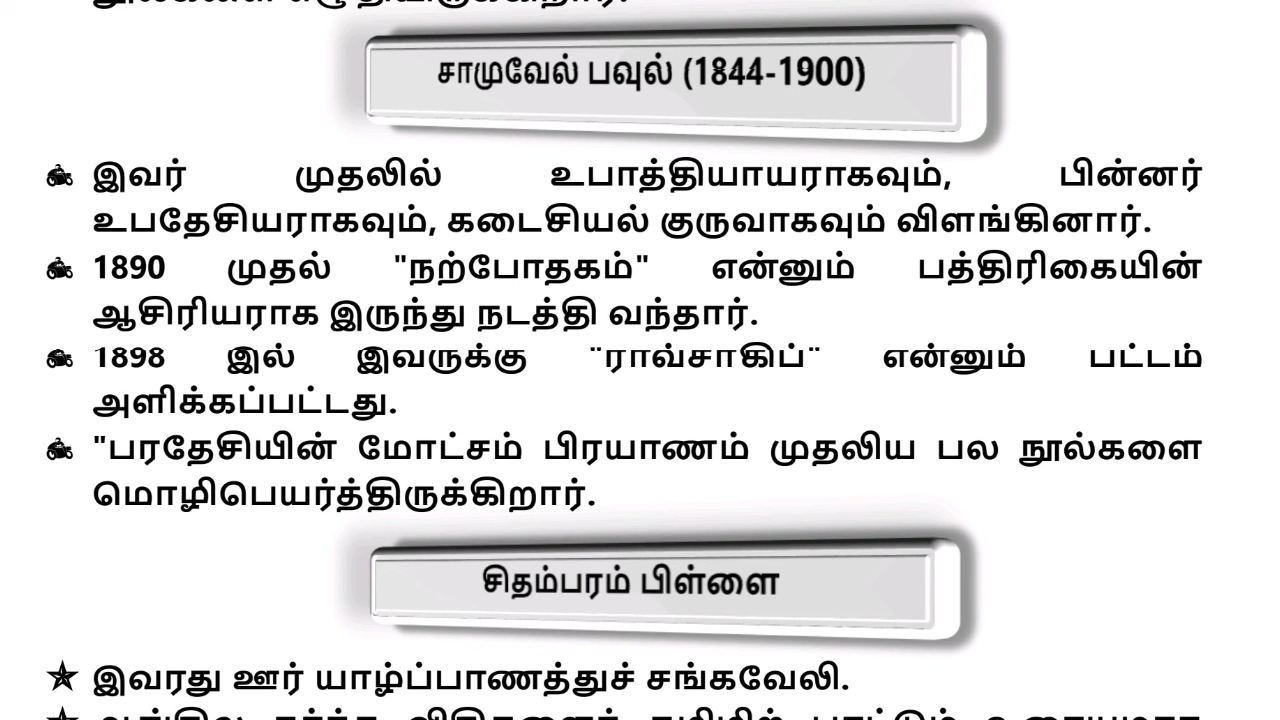 சாமுவேல் பவுல் (1844-1900)
இவர் முதலில் உபாத்தியாயராகவும், பின்னர்
உபதேசியராகவும், கடைசியல் குருவாகவும் விளங்கினார்.
1890 முதல் "நற்போதகம்" என்னும் பத்திரிகையின்
ஆசிரியராக இருந்து நடத்தி வந்தார்.
1898 இல் இவருக்கு ¨ராவ்சாகிப்¨ என்னும் பட்டம்
அளிக்கப்பட்டது.
"பரதேசியின் மோட்சம் பிரயாணம் முதலிய பல நூல்களை
மொழிபெயர்த்திருக்கிறார்.
சிதம்பரம் பிள்ளை
இவரது ஊர் யாழ்ப்பாணத்துச் சங்கவேலி.